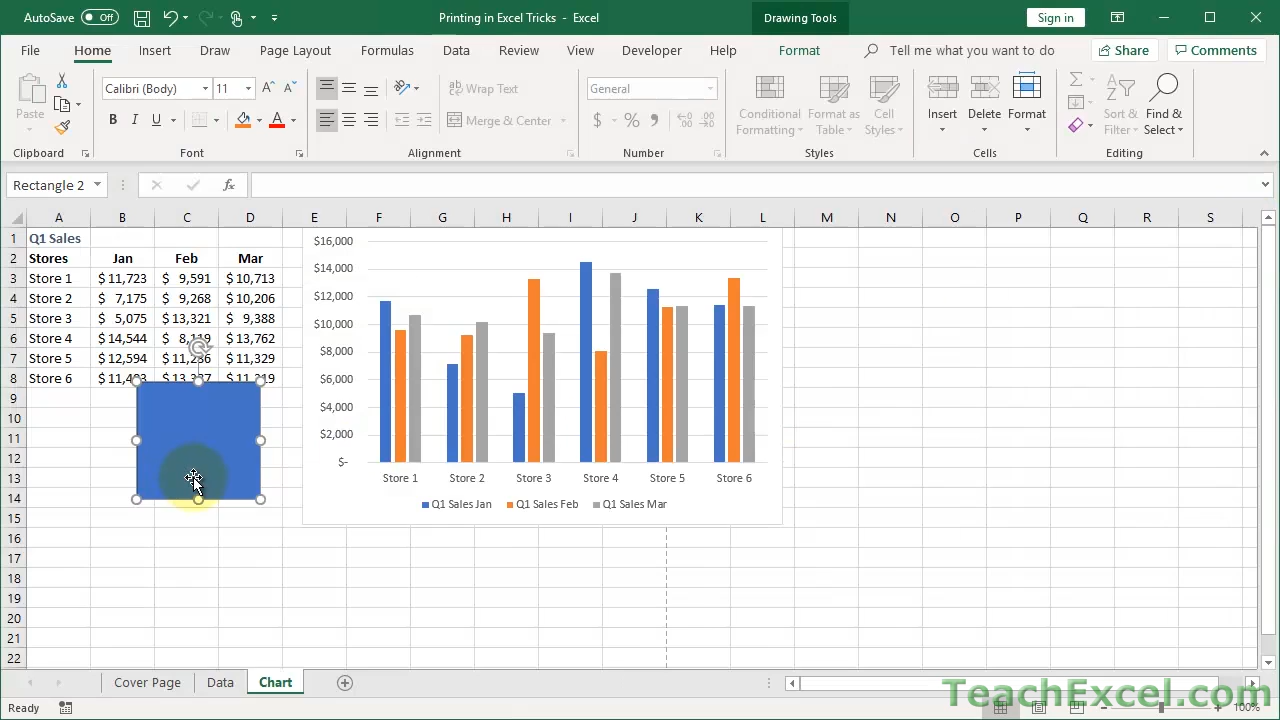 AutoSave Off Printing in Excel Tricks - Excel Drawing Tools Sign in
File Home Insert Draw Page Layout Formulas Data Review View Developer Help Format Tell me what you want to do Share Comments
Calibri (Body) 11 ab Wrap Text General
Paste B I U A Merge & Center $ % Conditional Formatting Format as Table Cell Styles Insert Delete Format Sort & Filter Find & Select
Clipboard Font Alignment Number Styles Cells Editing
Rectangle 2 fx
A B C D E F G H I J K L M N O P Q R S
1 Q1 Sales
2 Stores Jan Feb Mar
3 Store 1 $ 11,723 $ 9,591 $ 10,713
4 Store 2 $ 7,175 $ 9,268 $ 10,206
5 Store 3 $ 5,075 $ 13,321 $ 9,388
6 Store 4 $ 14,544 $ $ 13,762
7 Store 5 $ 12,594 $ $ 11,329
8 Store 6 $ $ $
9
10
11
12
13
14
15
16
17
18
19
20
21
22
$16,000
$14,000
$12,000
$10,000
$8,000
$6,000
$4,000
$2,000
$-
Store 1 Store 2 Store 3 Store 4 Store 5 Store 6
Q1 Sales Jan Q1 Sales Feb Q1 Sales Mar
Cover Page Data Chart
TeachExcel.com
Ready 100%